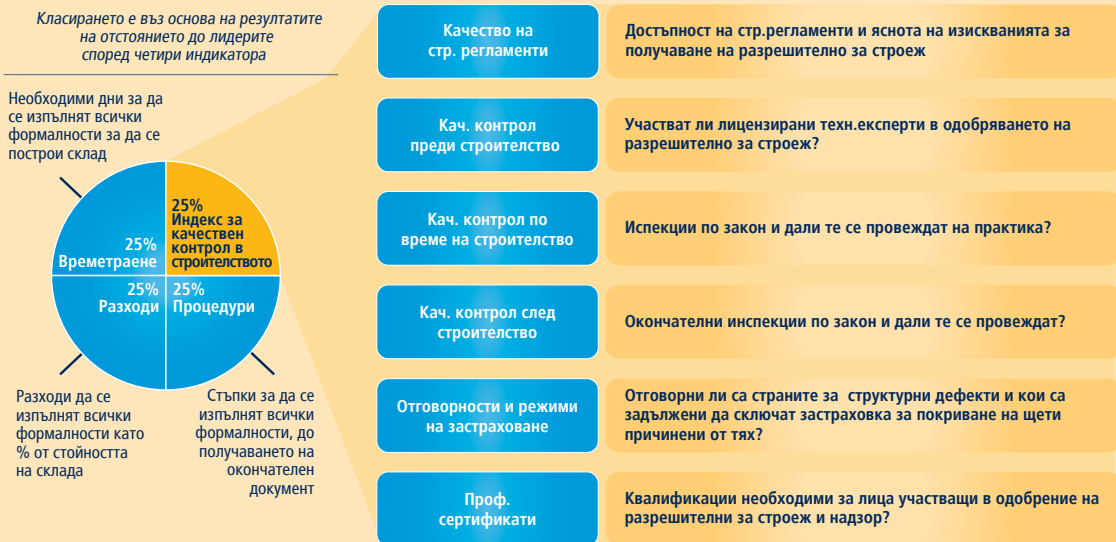 Класирането е въз основа на резултатите
на отстоянието до лидерите
според четири индикатора
Необходими дни за да
се изпълнят всички
формалности за да се
построи склад
25%
Индекс за
качествен
контрол в
строителството
25%
Времетраене
25%
Разходи
25%
Процедури
Разходи да се
изпълнят всички
формалности като
% от стойността
на склада
Стъпки за да се
изпълнят всички
формалности, до
получаването на
окончателен
документ
Качество на
стр. регламенти
Достъпност на стр.регламенти и яснота на изискванията за
получаване на разрешително за строеж
Кач. контрол
преди строителство
Участват ли лицензирани техн.експерти в одобряването на
разрешително за строеж?
Кач. контрол по
време на строителство
Испекции по закон и дали те се провеждат на практика?
Кач. контрол след
строителство
Окончателни инспекции по закон и дали те се провеждат?
Отговорности и режими
на застраховане
Отговорни ли са страните за структурни дефекти и кои са
задължени да сключат застраховка за покриване на щети
причинени от тях?
Проф.
сертификати
Квалификации необходими за лица участващи в одобрение на
разрешителни за строеж и надзор?